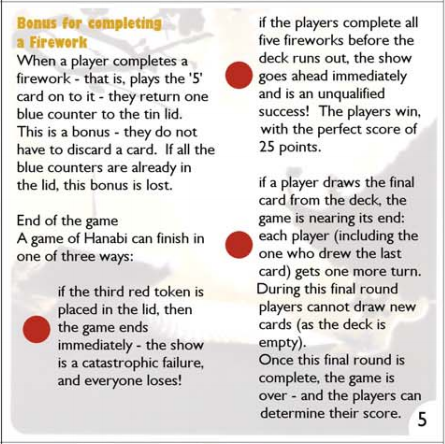 Bonus for completing
a Firework
When a player completes a
firework - that is, plays the '5'
card on to it - they return one
blue counter to the tin lid.
This is a bonus - they do not
have to discard a card.  If all the
blue counters are already in
the lid, this bonus is lost.
End of the game
A game of Hanabi can finish in
one of three ways:
if the third red token is
placed in the lid, then
the game ends
immediately - the show
is a catastrophic failure,
and everyone loses!
if the players complete all
five fireworks before the
deck runs out, the show
goes ahead immediately
and is an unqualified
success!  The players win,
with the perfect score of
25 points.
if a player draws the final
card from the deck, the
game is nearing its end:
each player (including the
one who drew the last
card) gets one more turn.
During this final round
players cannot draw new
cards (as the deck is
empty).
Once this final round is
complete, the game is
over - and the players can
determine their score.
5